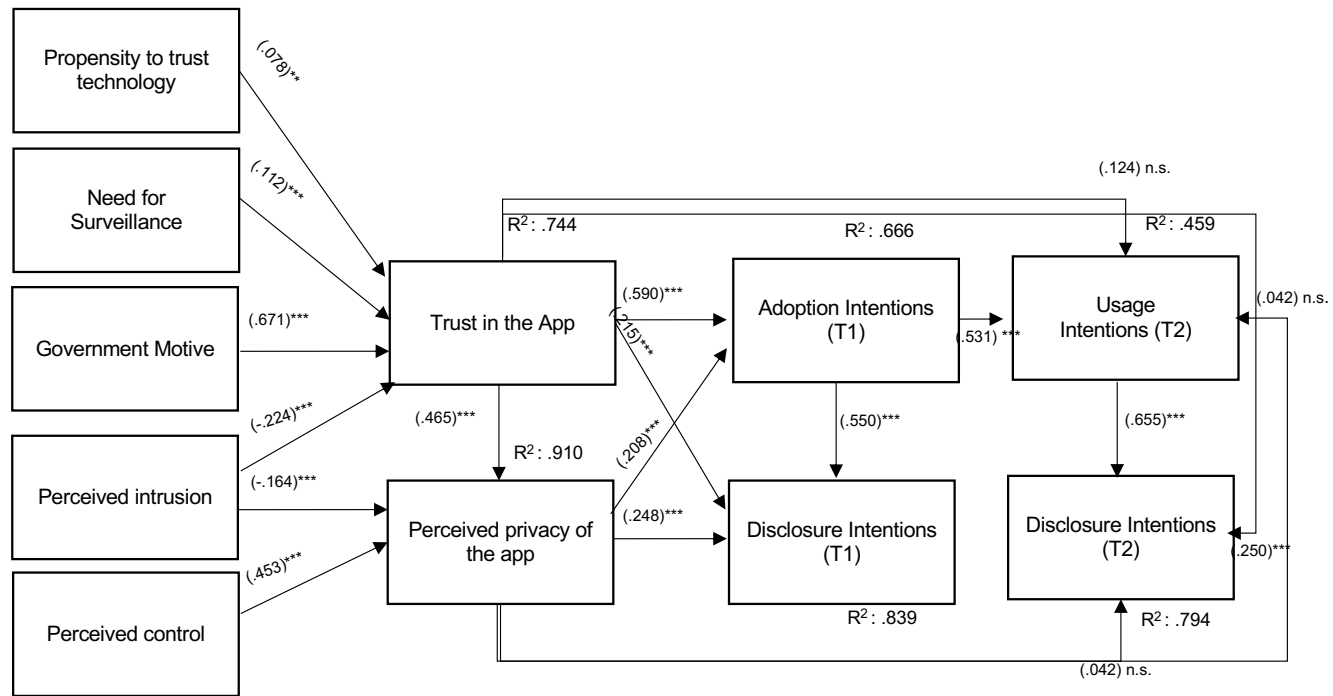 Propensity to trust
technology
(.078)**
Need for
Surveillance
(.112)***
Government Motive
(.671)***
Perceived intrusion
(-.224)***
(-.164)***
Perceived control
(.453)***
R²: .744
Trust in the App
(.465)***
R²: .910
Perceived privacy of
the app
(.590)***
(.215)***
(.208)***
(.248)***
R²: .666
Adoption Intentions
(T1)
(.550)***
Disclosure Intentions
(T1)
R²: .839
(.531) ***
(.124) n.s.
R²: .459
Usage
Intentions (T2)
(.042) n.s.
(.655)***
Disclosure Intentions
(T2)
(.250)***
R²: .794
(.042) n.s.